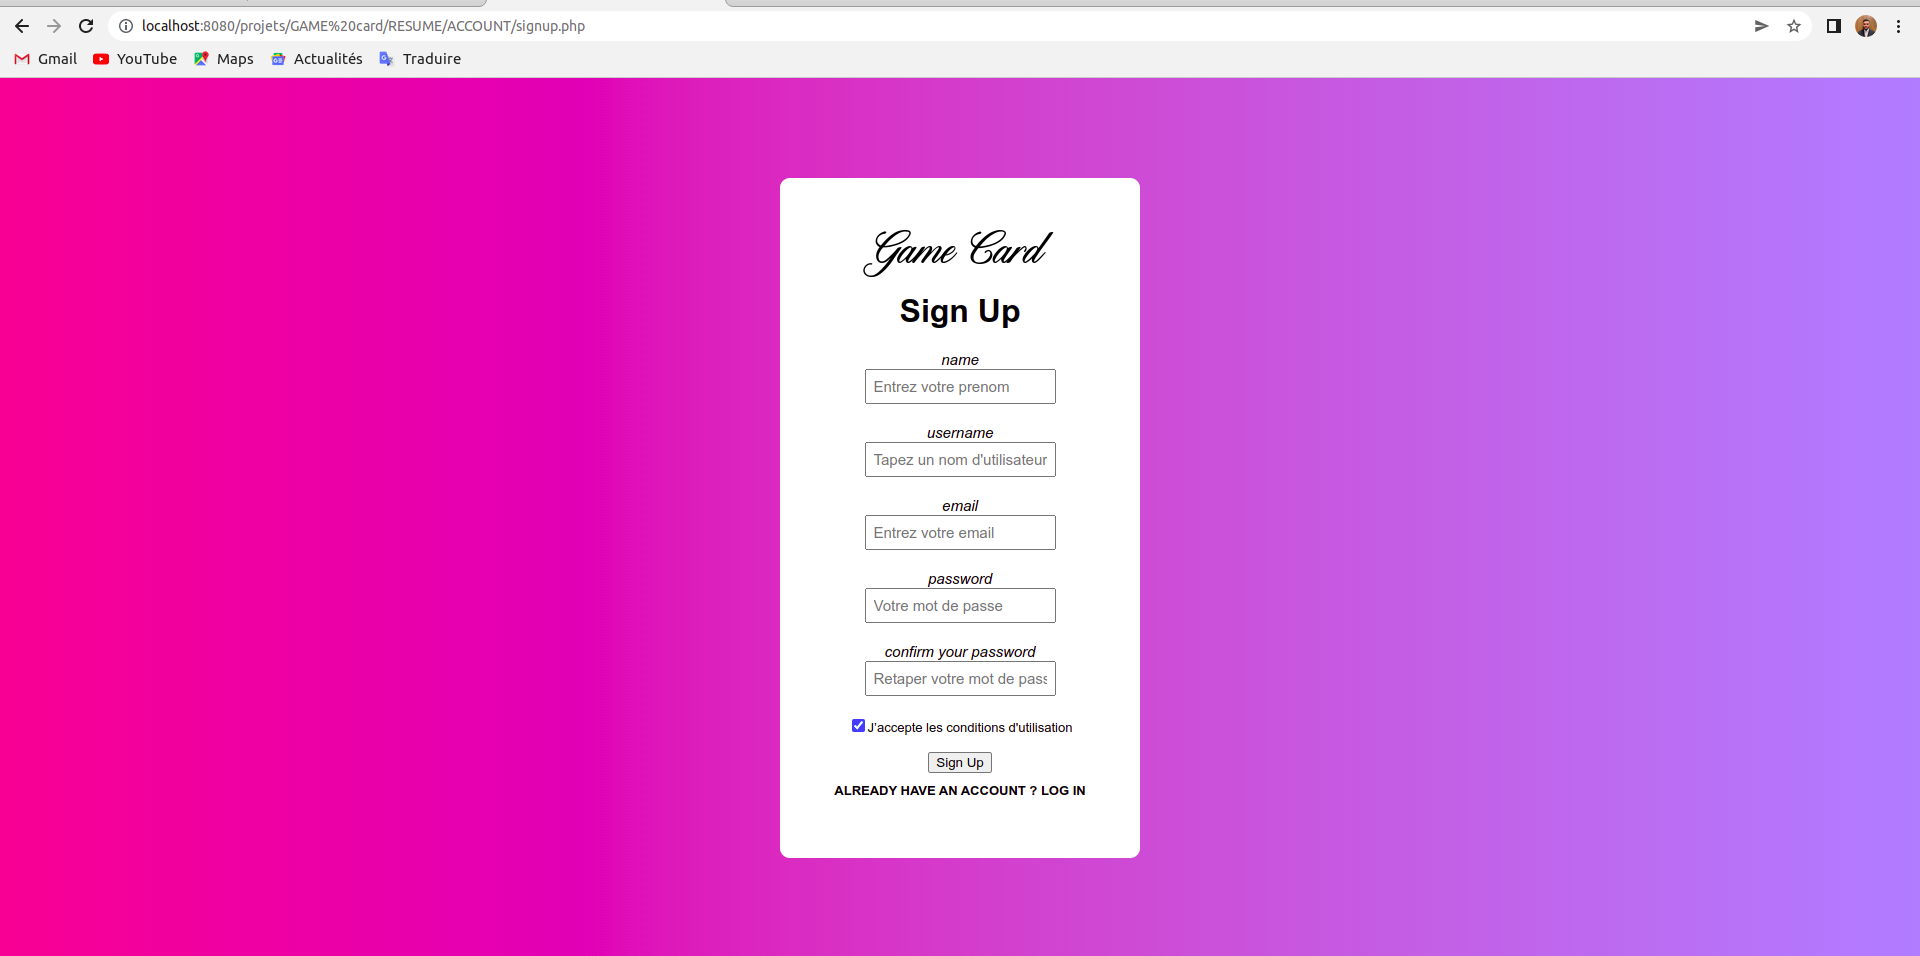 localhost:8080/projets/GAME%20card/RESUME/ACCOUNT/signup.php
Gmail YouTube Maps Actualités Traduire
Game Card
Sign Up
name
Entrez votre prenom
username
Tapez un nom d'utilisateur
email
Entrez votre email
password
Votre mot de passe
confirm your password
Retaper votre mot de pass
J'accepte les conditions d'utilisation
Sign Up
ALREADY HAVE AN ACCOUNT ? LOG IN